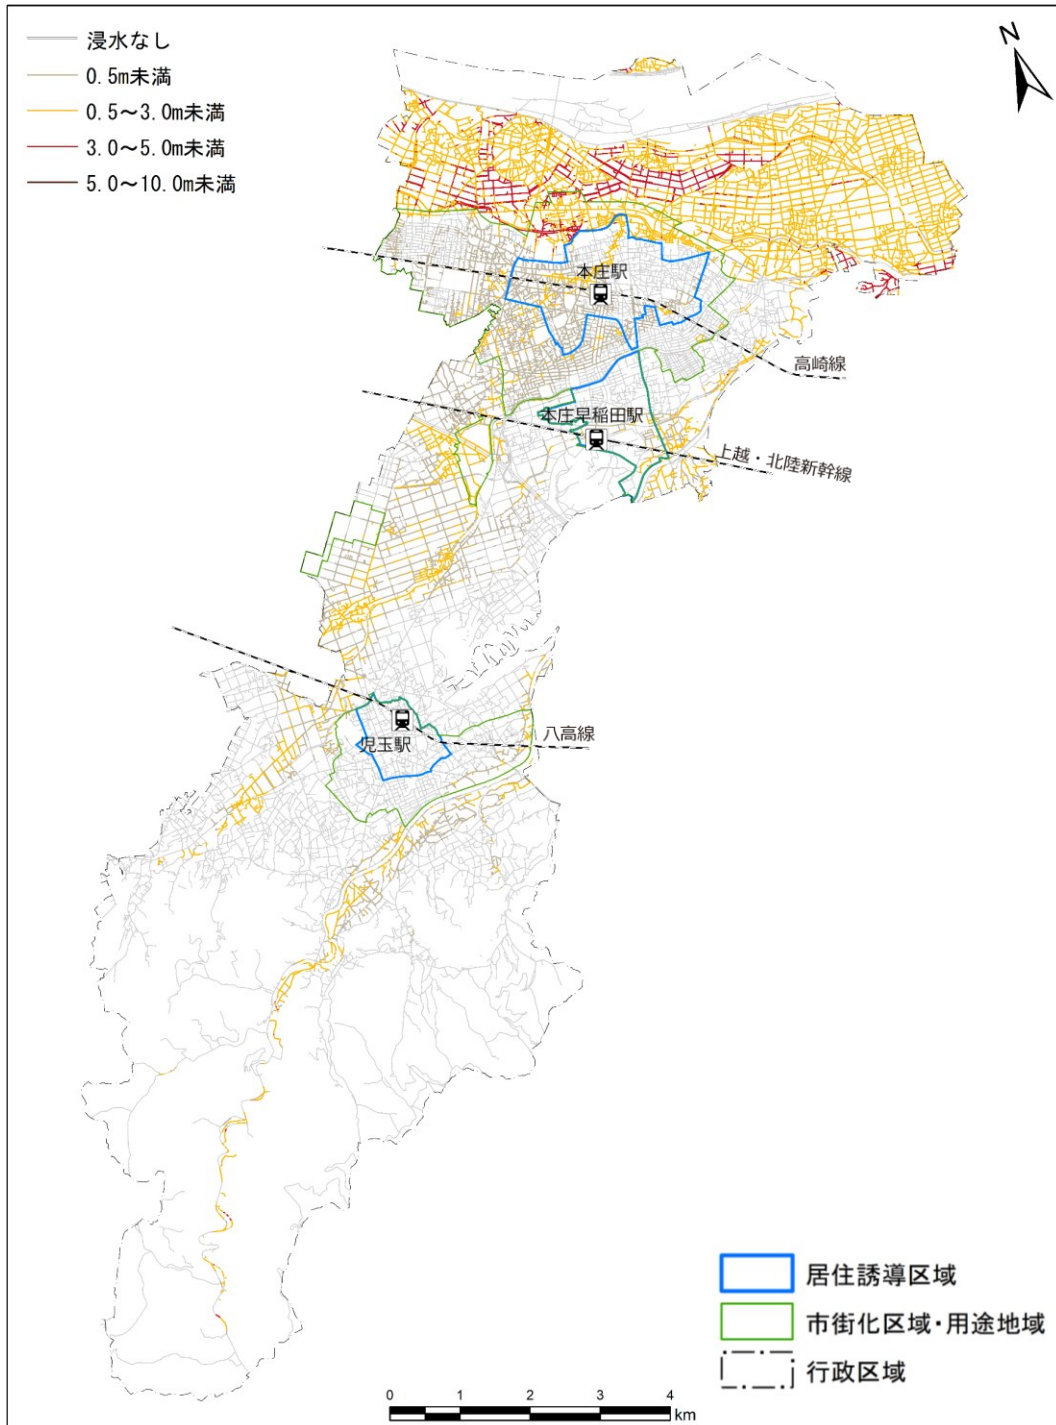 浸水なし
0.5m未満
0.5～3.0m未満
3.0～5.0m未満
5.0～10.0m未満
N
本庄駅
高崎線
本庄早稲田駅
上越・北陸新幹線
児玉駅
八高線
居住誘導区域
市街化区域・用途地域
行政区域
0 1 2 3 4
km